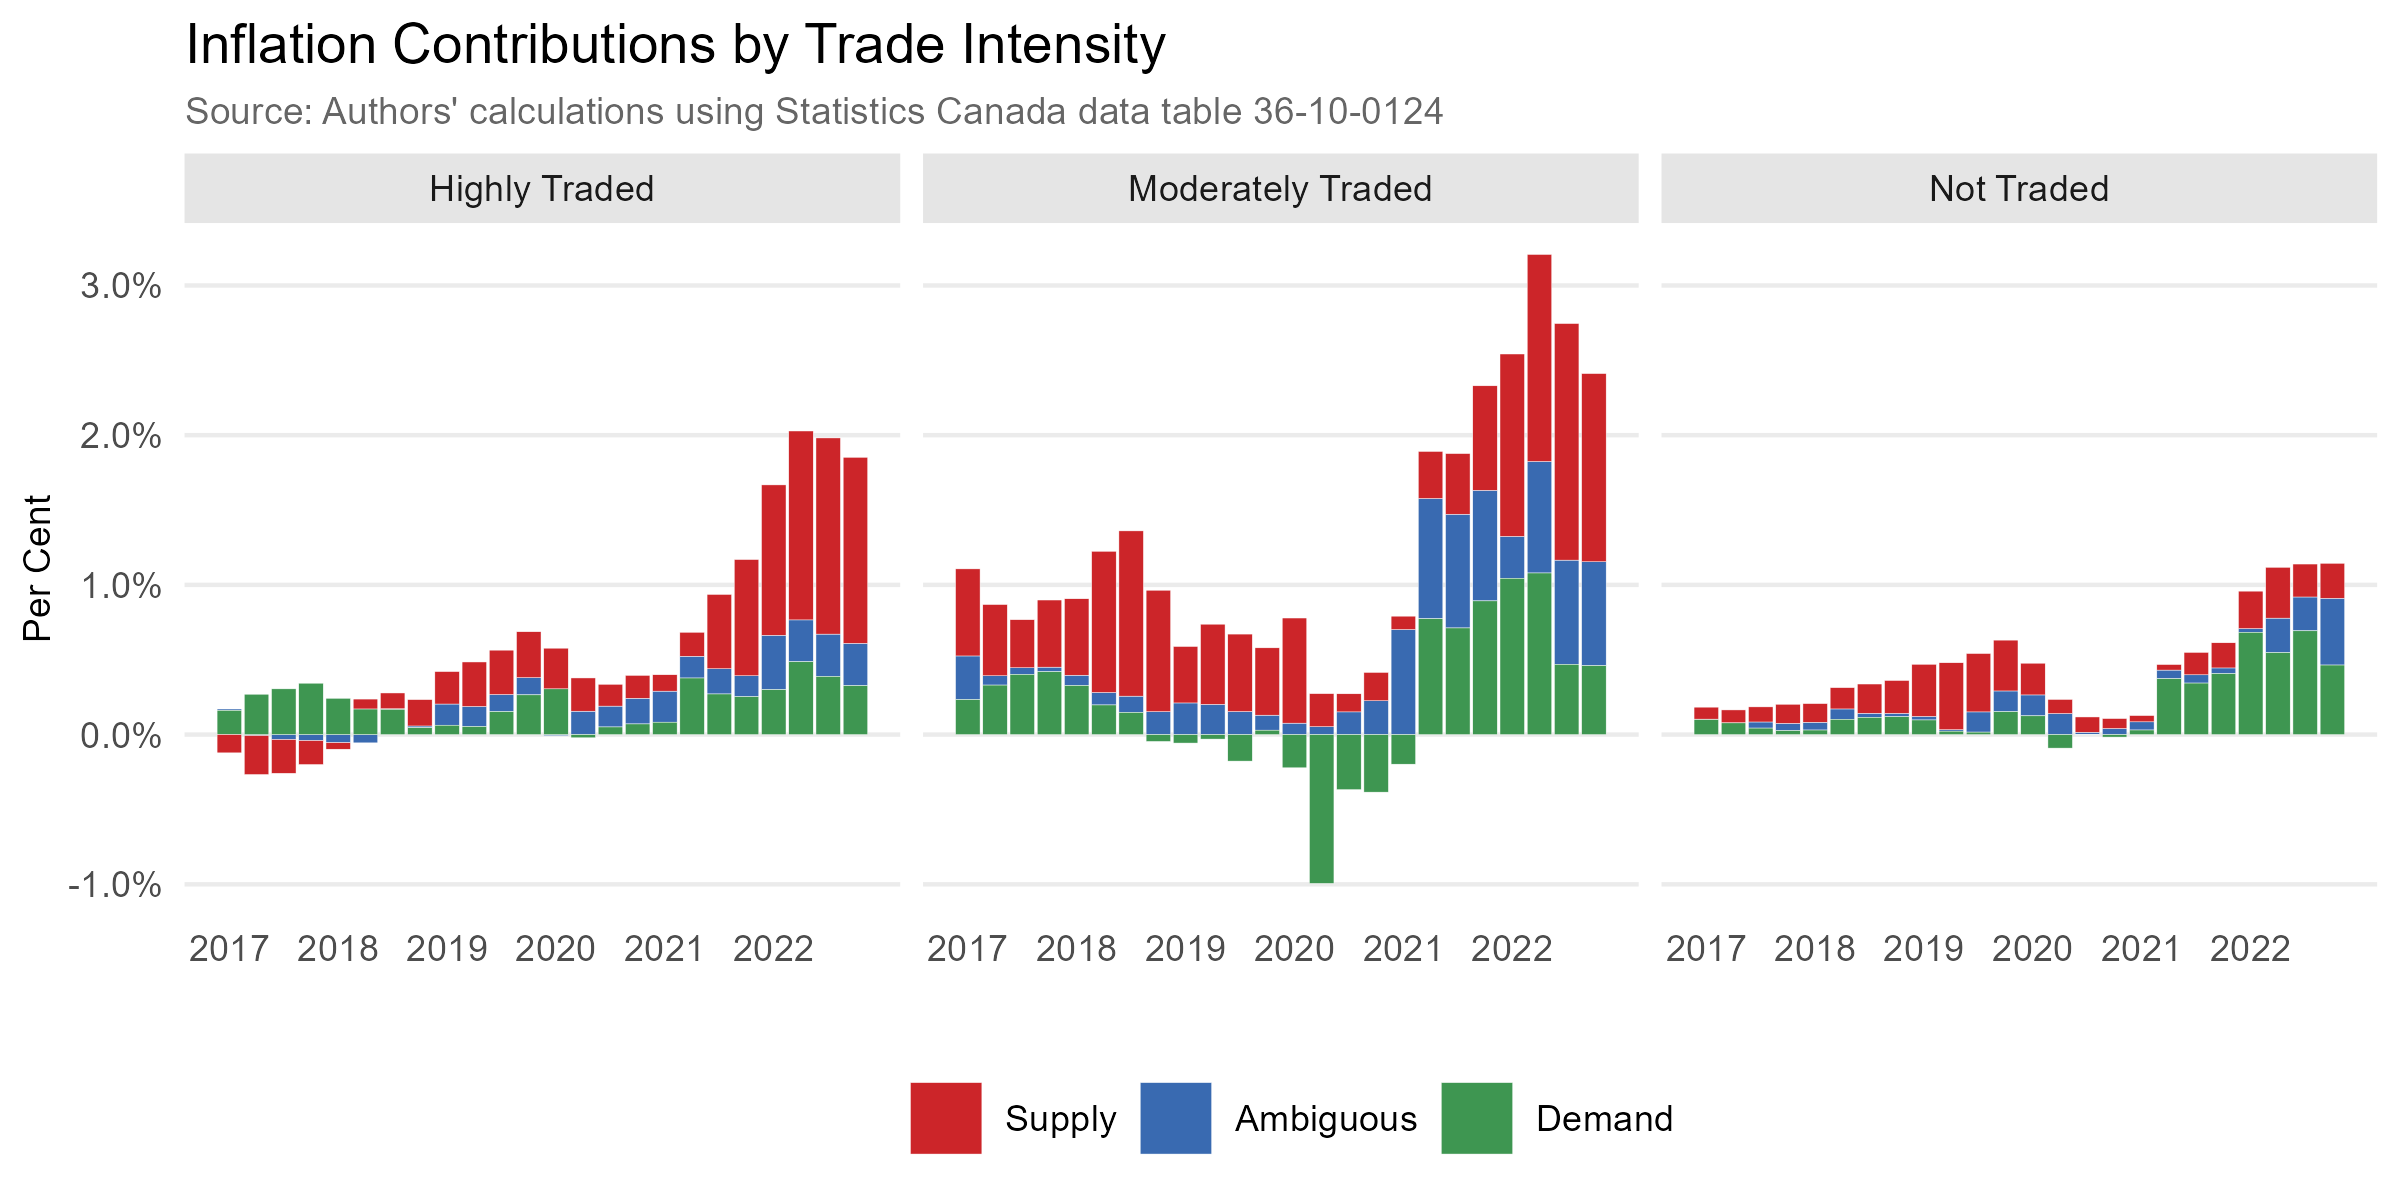 Inflation Contributions by Trade Intensity
Source: Authors' calculations using Statistics Canada data table 36-10-0124
Highly Traded
Moderately Traded
Not Traded
Per Cent
3.0%
2.0%
1.0%
0.0%
-1.0%
2017 2018 2019 2020 2021 2022
2017 2018 2019 2020 2021 2022
2017 2018 2019 2020 2021 2022
Supply Ambiguous Demand